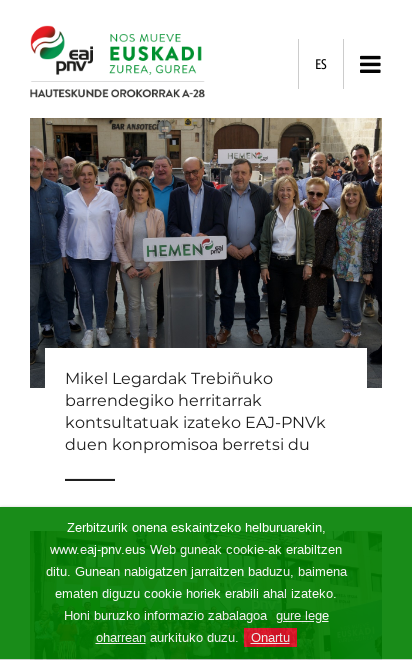 NOS MUEVE
eaj
pnv
EUSKADI
ZUREA, GUREA
HAUTESKUNDE OROKORRAK A-28
ES
BAR ANJOTEGI
HEMEN
HEMEN eaj pnv
Mikel Legardak Trebiñuko
barrendegiko herritarrak
kontsultatuak izateko EAJ-PNVk
duen konpromisoa berretsi du
Zerbitzurik onena eskaintzeko helburuarekin,
www.eaj-pnv.eus Web guneak cookie-ak erabiltzen
ditu. Gunean nabigatzen jarraitzen baduzu, baimena
ematen diguzu cookie horiek erabili ahal izateko.
Honi buruzko informazio zabalagoa gure lege
oharrean aurkituko duzu. Onartu